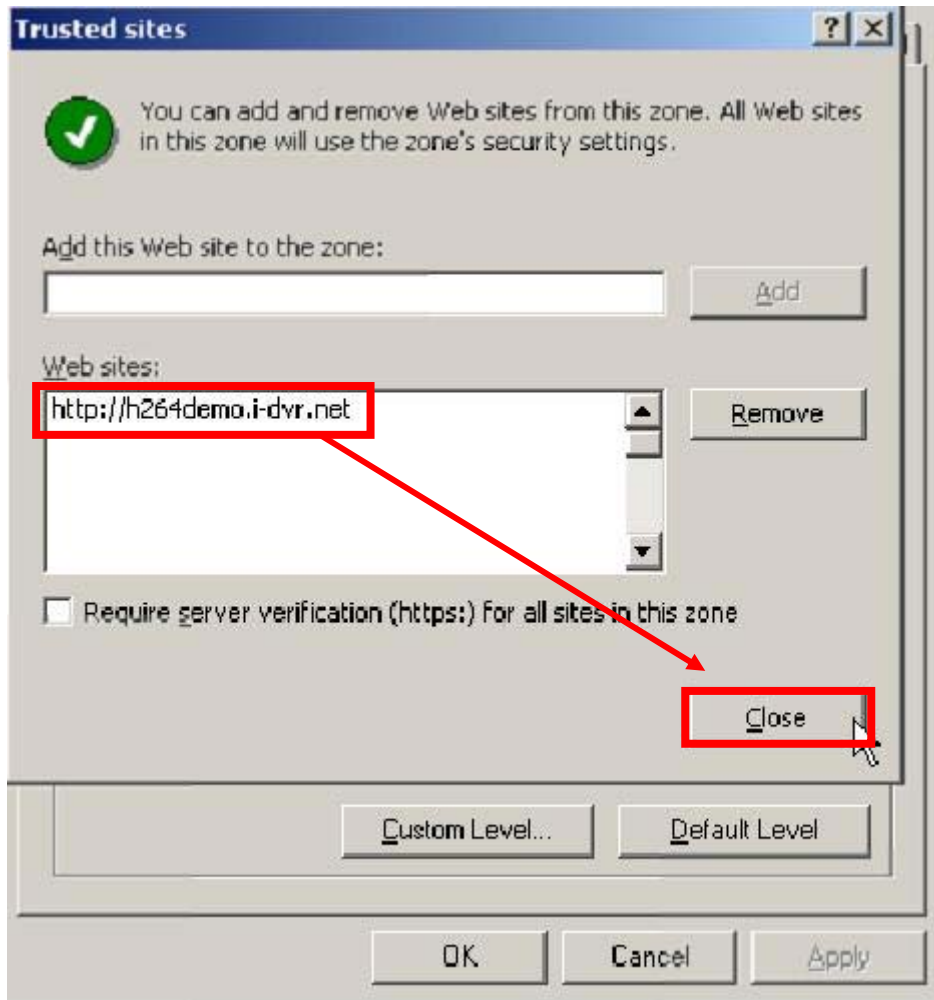 Trusted sites
You can add and remove Web sites from this zone. All Web sites
in this zone will use the zone's security settings.
Add this Web site to the zone:
Add
Web sites:
http://h264demo.i-dvr.net
Remove
Require server verification (https:) for all sites in this zone
Close
Custom Level... Default Level
OK Cancel Apply